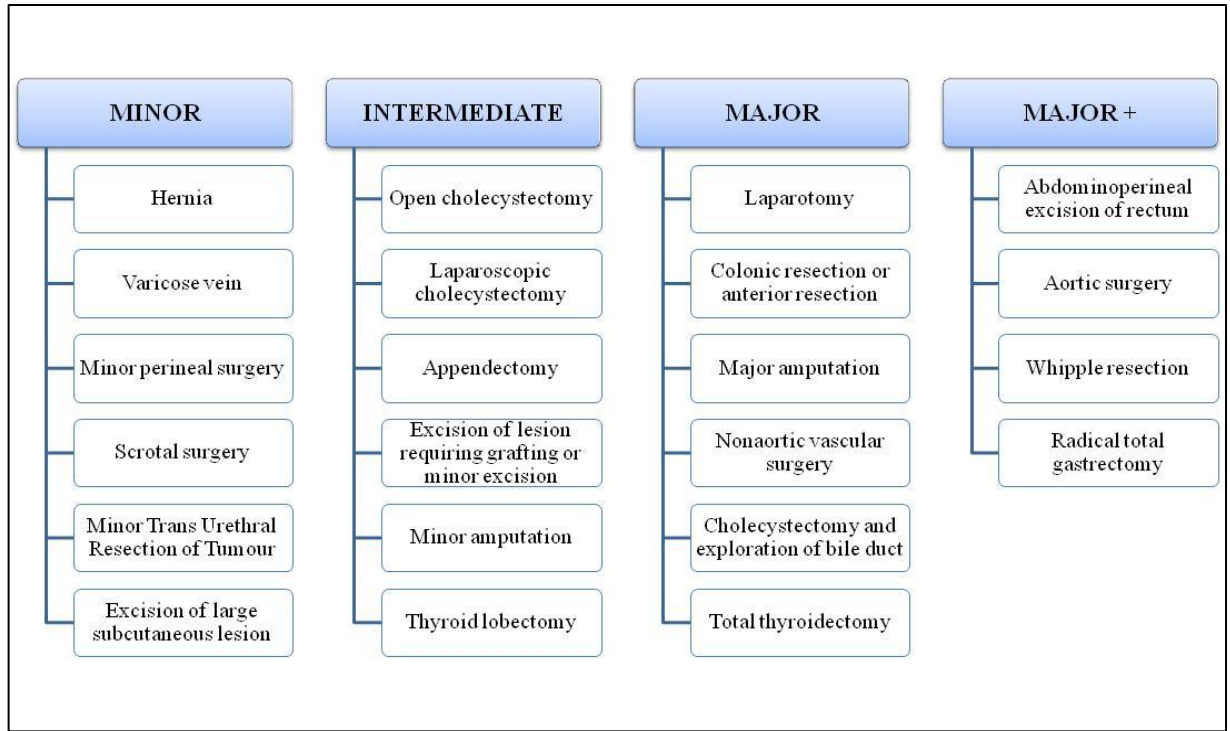 MINOR
Hernia
Varicose vein
Minor perineal surgery
Scrotal surgery
Minor Trans Urethral
Resection of Tumour
Excision of large
subcutaneous lesion
INTERMEDIATE
Open cholecystectomy
Laparoscopic
cholecystectomy
Appendectomy
Excision of lesion
requiring grafting or
minor excision
Minor amputation
Thyroid lobectomy
MAJOR
Laparotomy
Colonic resection or
anterior resection
Major amputation
Nonaortic vascular
surgery
Cholecystectomy and
exploration of bile duct
Total thyroidectomy
MAJOR +
Abdominoperineal
excision of rectum
Aortic surgery
Whipple resection
Radical total
gastrectomy